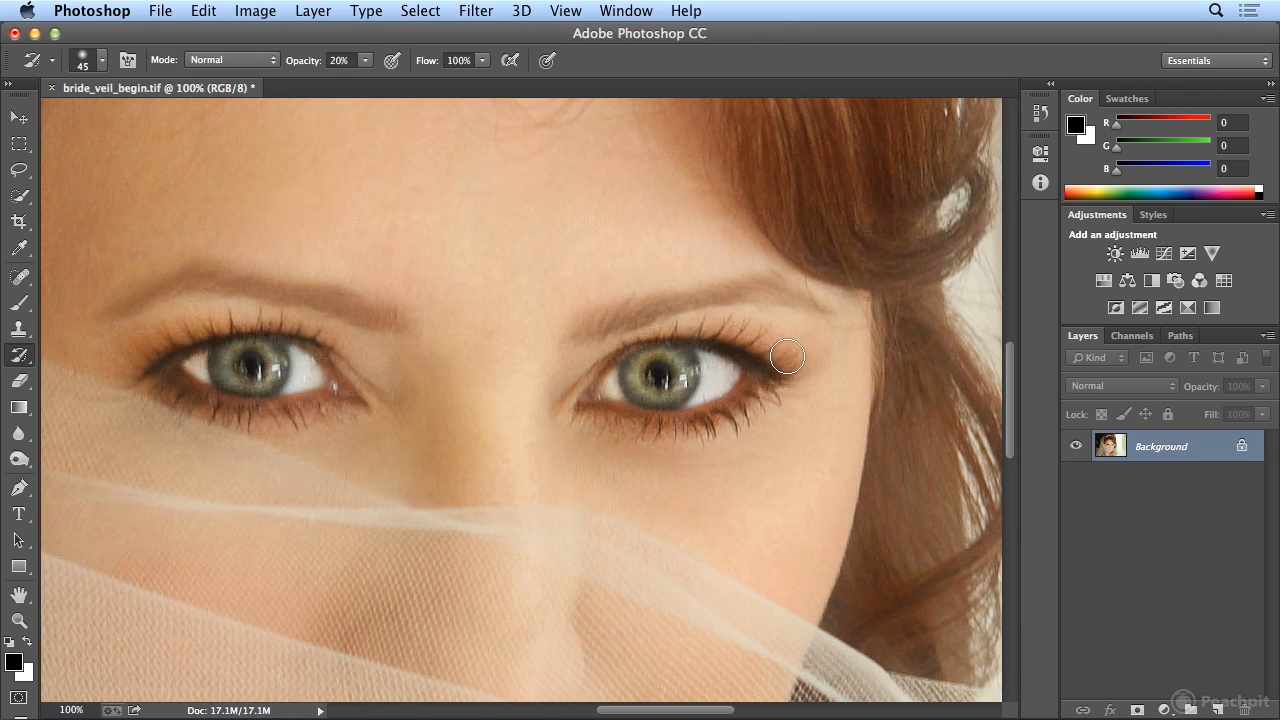 Photoshop File Edit Image Layer Type Select Filter 3D View Window Help
Adobe Photoshop CC
45 Mode: Normal Opacity: 20% Flow: 100% Essentials
× bride_veil_begin.tif @ 100% (RGB/8) *
Color Swatches
R 0
G 0
B 0
Adjustments Styles
Add an adjustment
Layers Channels Paths
Kind
Normal Opacity: 100%
Lock: Fill: 100%
Background
100% Doc: 17.1M/17.1M
fx
Peachpit